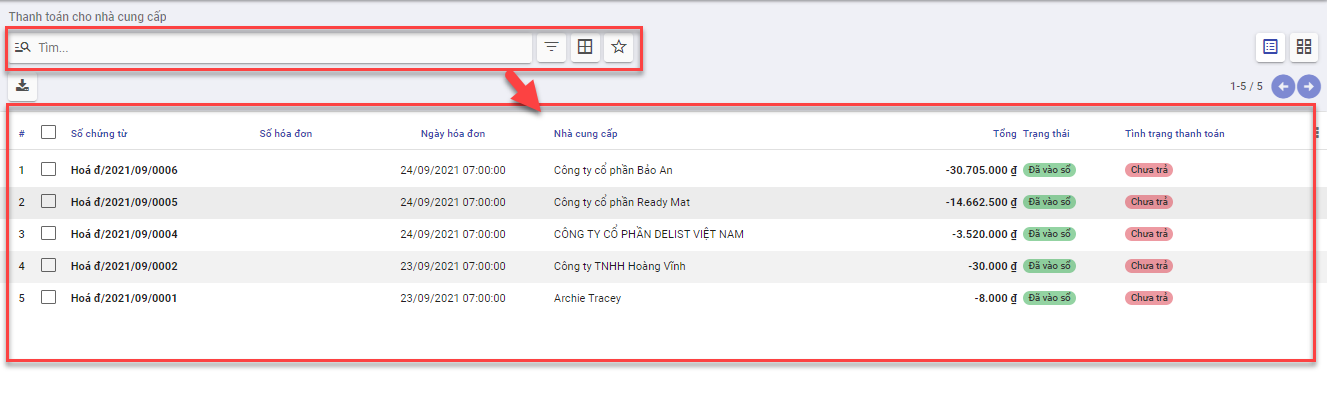 Thanh toán cho nhà cung cấp
Tìm...
1-5 / 5
# Số chứng từ Số hóa đơn Ngày hóa đơn Nhà cung cấp Tổng Trạng thái Tình trạng thanh toán
1 Hoá đ/2021/09/0006 24/09/2021 07:00:00 Công ty cổ phần Bảo An -30.705.000 ₫ Đã vào sổ Chưa trả
2 Hoá đ/2021/09/0005 24/09/2021 07:00:00 Công ty cổ phần Ready Mat -14.662.500 ₫ Đã vào sổ Chưa trả
3 Hoá đ/2021/09/0004 24/09/2021 07:00:00 CÔNG TY CỔ PHẦN DELIST VIỆT NAM -3.520.000 ₫ Đã vào sổ Chưa trả
4 Hoá đ/2021/09/0002 23/09/2021 07:00:00 Công ty TNHH Hoàng Vĩnh -30.000 ₫ Đã vào sổ Chưa trả
5 Hoá đ/2021/09/0001 23/09/2021 07:00:00 Archie Tracey -8.000 ₫ Đã vào sổ Chưa trả